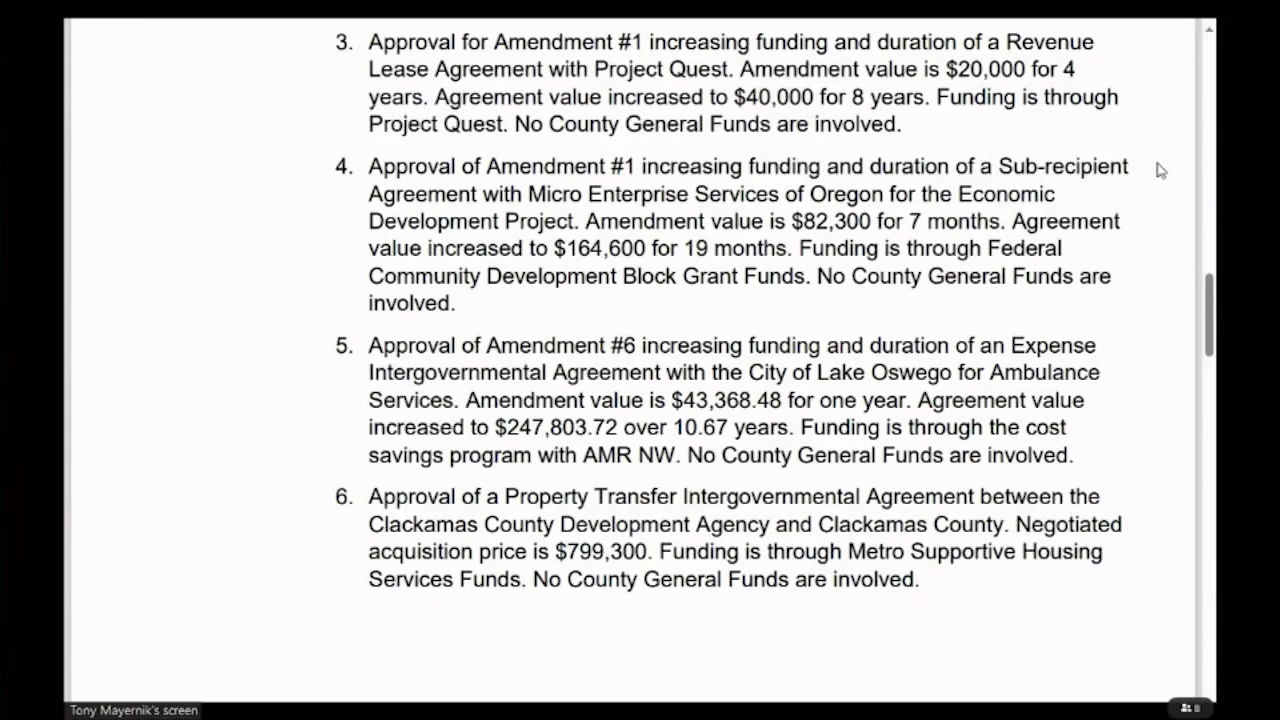 3. Approval for Amendment #1 increasing funding and duration of a Revenue
Lease Agreement with Project Quest. Amendment value is $20,000 for 4
years. Agreement value increased to $40,000 for 8 years. Funding is through
Project Quest. No County General Funds are involved.
4. Approval of Amendment #1 increasing funding and duration of a Sub-recipient
Agreement with Micro Enterprise Services of Oregon for the Economic
Development Project. Amendment value is $82,300 for 7 months. Agreement
value increased to $164,600 for 19 months. Funding is through Federal
Community Development Block Grant Funds. No County General Funds are
involved.
5. Approval of Amendment #6 increasing funding and duration of an Expense
Intergovernmental Agreement with the City of Lake Oswego for Ambulance
Services. Amendment value is $43,368.48 for one year. Agreement value
increased to $247,803.72 over 10.67 years. Funding is through the cost
savings program with AMR NW. No County General Funds are involved.
6. Approval of a Property Transfer Intergovernmental Agreement between the
Clackamas County Development Agency and Clackamas County. Negotiated
acquisition price is $799,300. Funding is through Metro Supportive Housing
Services Funds. No County General Funds are involved.
Tony Mayernik's screen
8